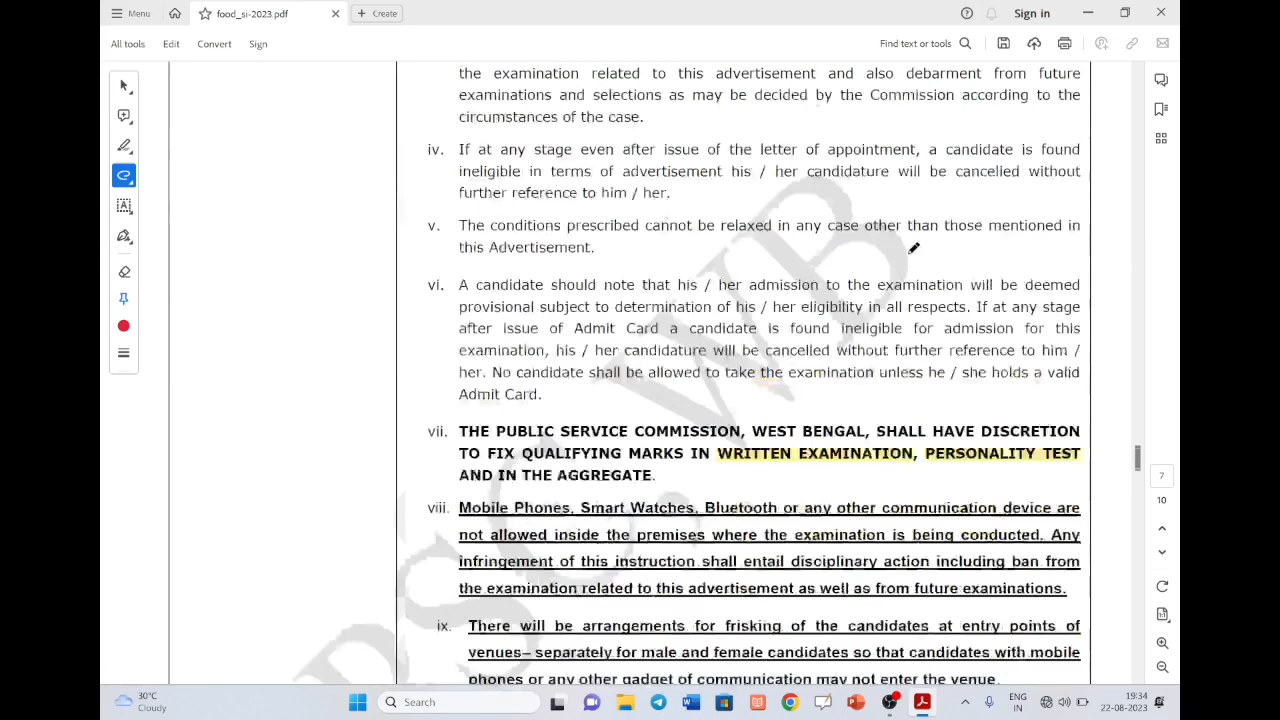 Menu
food_si-2023.pdf
Create
Sign in
All tools
Edit
Convert
Sign
Find text or tools
the examination related to this advertisement and also debarment from future
examinations and selections as may be decided by the Commission according to the
circumstances of the case.
iv. If at any stage even after issue of the letter of appointment, a candidate is found
ineligible in terms of advertisement his / her candidature will be cancelled without
further reference to him / her.
v. The conditions prescribed cannot be relaxed in any case other than those mentioned in
this Advertisement.
vi. A candidate should note that his / her admission to the examination will be deemed
provisional subject to determination of his / her eligibility in all respects. If at any stage
after issue of Admit Card a candidate is found ineligible for admission for this
examination, his / her candidature will be cancelled without further reference to him /
her. No candidate shall be allowed to take the examination unless he / she holds a valid
Admit Card.
vii. THE PUBLIC SERVICE COMMISSION, WEST BENGAL, SHALL HAVE DISCRETION
TO FIX QUALIFYING MARKS IN WRITTEN EXAMINATION, PERSONALITY TEST
AND IN THE AGGREGATE.
viii. Mobile Phones, Smart Watches, Bluetooth or any other communication device are
not allowed inside the premises where the examination is being conducted. Any
infringement of this instruction shall entail disciplinary action including ban from
the examination related to this advertisement as well as from future examinations.
ix. There will be arrangements for frisking of the candidates at entry points of
venues– separately for male and female candidates so that candidates with mobile
phones or any other gadget of communication may not enter the venue.
PSC, WB
7
10
30°C
Cloudy
Search
ENG
IN
19:34
22-08-2023